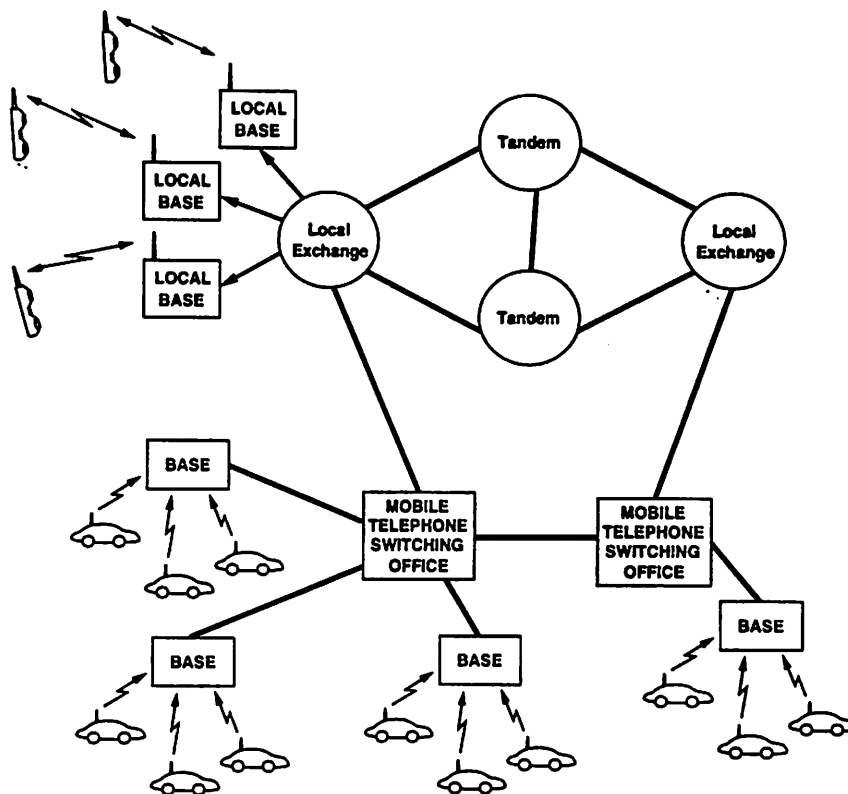 LOCAL
BASE
Tandem
LOCAL
BASE
Local
Exchange
Local
Exchange
LOCAL
BASE
Tandem
BASE
MOBILE
TELEPHONE
SWITCHING
OFFICE
MOBILE
TELEPHONE
SWITCHING
OFFICE
BASE
BASE
BASE